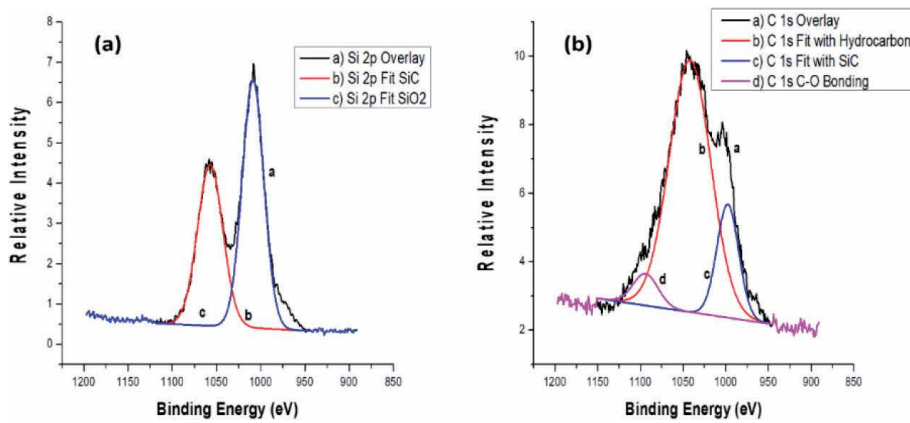 (a)
a) Si 2p Overlay
b) Si 2p Fit SiC
c) Si 2p Fit SiO2
Relative Intensity
8
7
6
5
4
3
2
1
0
a
c
b
1200 1150 1100 1050 1000 950 900 850
Binding Energy (eV)
(b)
a) C 1s Overlay
b) C 1s Fit with Hydrocarbon
c) C 1s Fit with SiC
d) C 1s C-O Bonding
Relative Intensity
10
8
6
4
2
b
a
d
c
1200 1150 1100 1050 1000 950 900 850
Binding Energy (eV)